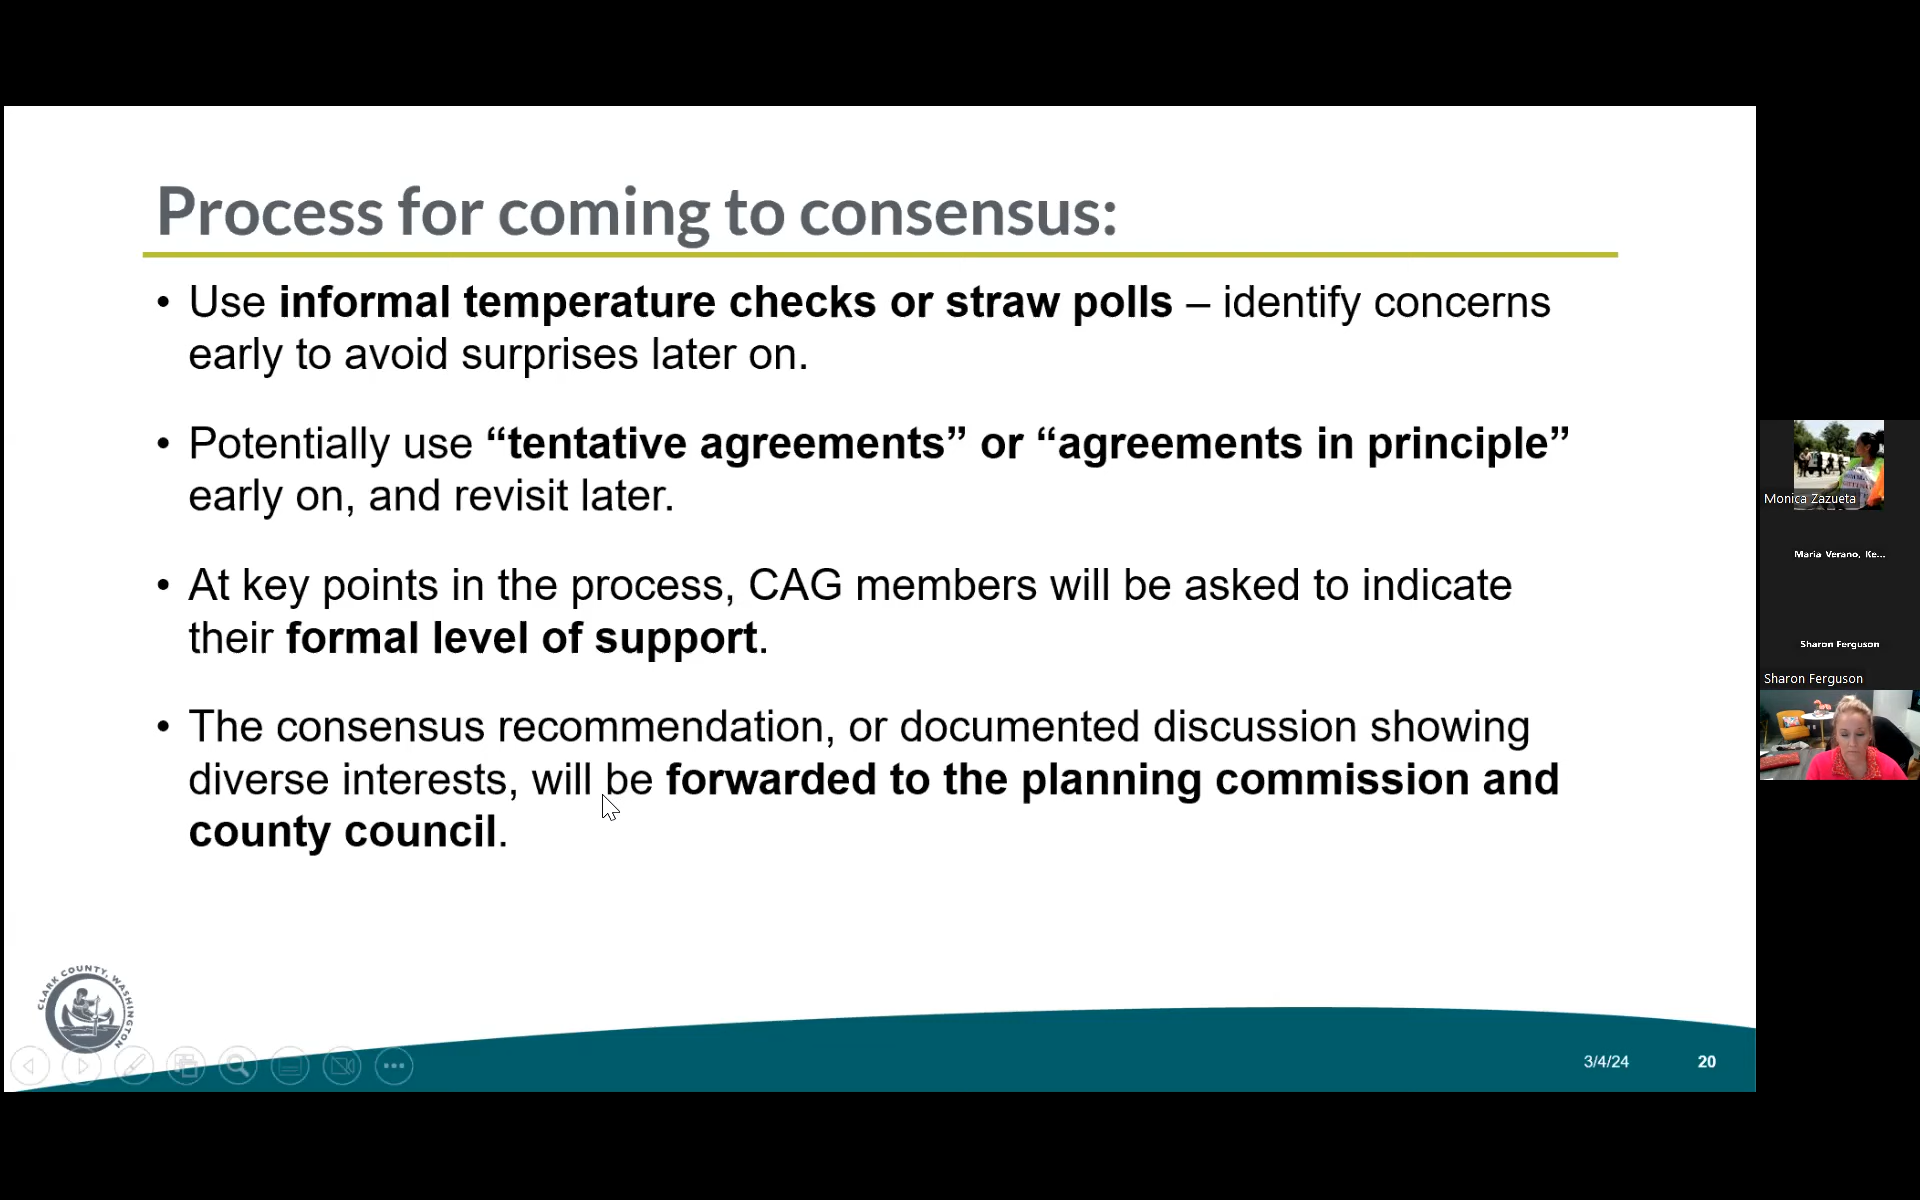 Process for coming to consensus:
• Use informal temperature checks or straw polls – identify concerns
early to avoid surprises later on.
• Potentially use “tentative agreements” or “agreements in principle”
early on, and revisit later.
• At key points in the process, CAG members will be asked to indicate
their formal level of support.
• The consensus recommendation, or documented discussion showing
diverse interests, will be forwarded to the planning commission and
county council.
CLARK COUNTY, WASHINGTON
3/4/24
20
Monica Zazueta
Maria Verano, Ke...
Sharon Ferguson
Sharon Ferguson